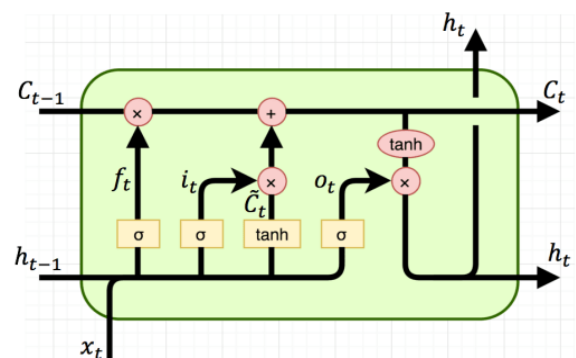 h_t
C_{t-1} × + C_t
tanh
f_t i_t × o_t ×
C̃_t
σ σ tanh σ
h_{t-1} h_t
x_t